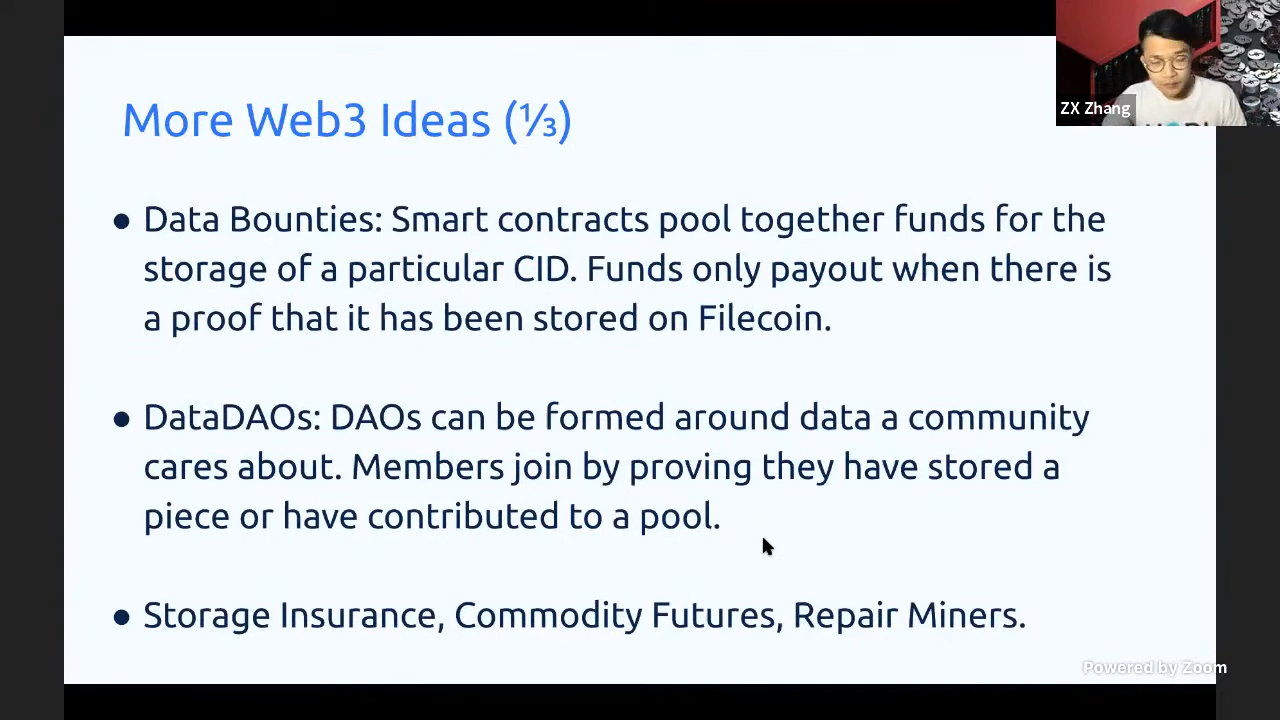 More Web3 Ideas (⅓)
ZX Zhang
● Data Bounties: Smart contracts pool together funds for the
storage of a particular CID. Funds only payout when there is
a proof that it has been stored on Filecoin.
● DataDAOs: DAOs can be formed around data a community
cares about. Members join by proving they have stored a
piece or have contributed to a pool.
● Storage Insurance, Commodity Futures, Repair Miners.
Powered by Zoom